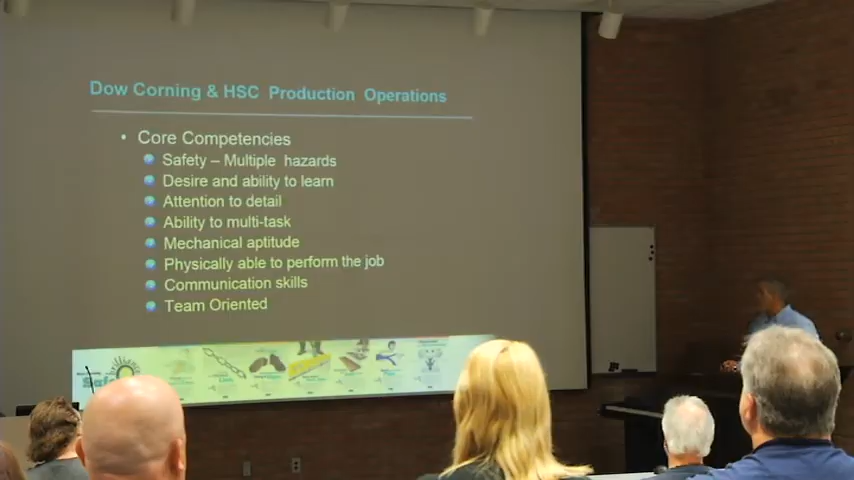 Dow Corning & HSC Production Operations
• Core Competencies
Safety – Multiple hazards
Desire and ability to learn
Attention to detail
Ability to multi-task
Mechanical aptitude
Physically able to perform the job
Communication skills
Team Oriented